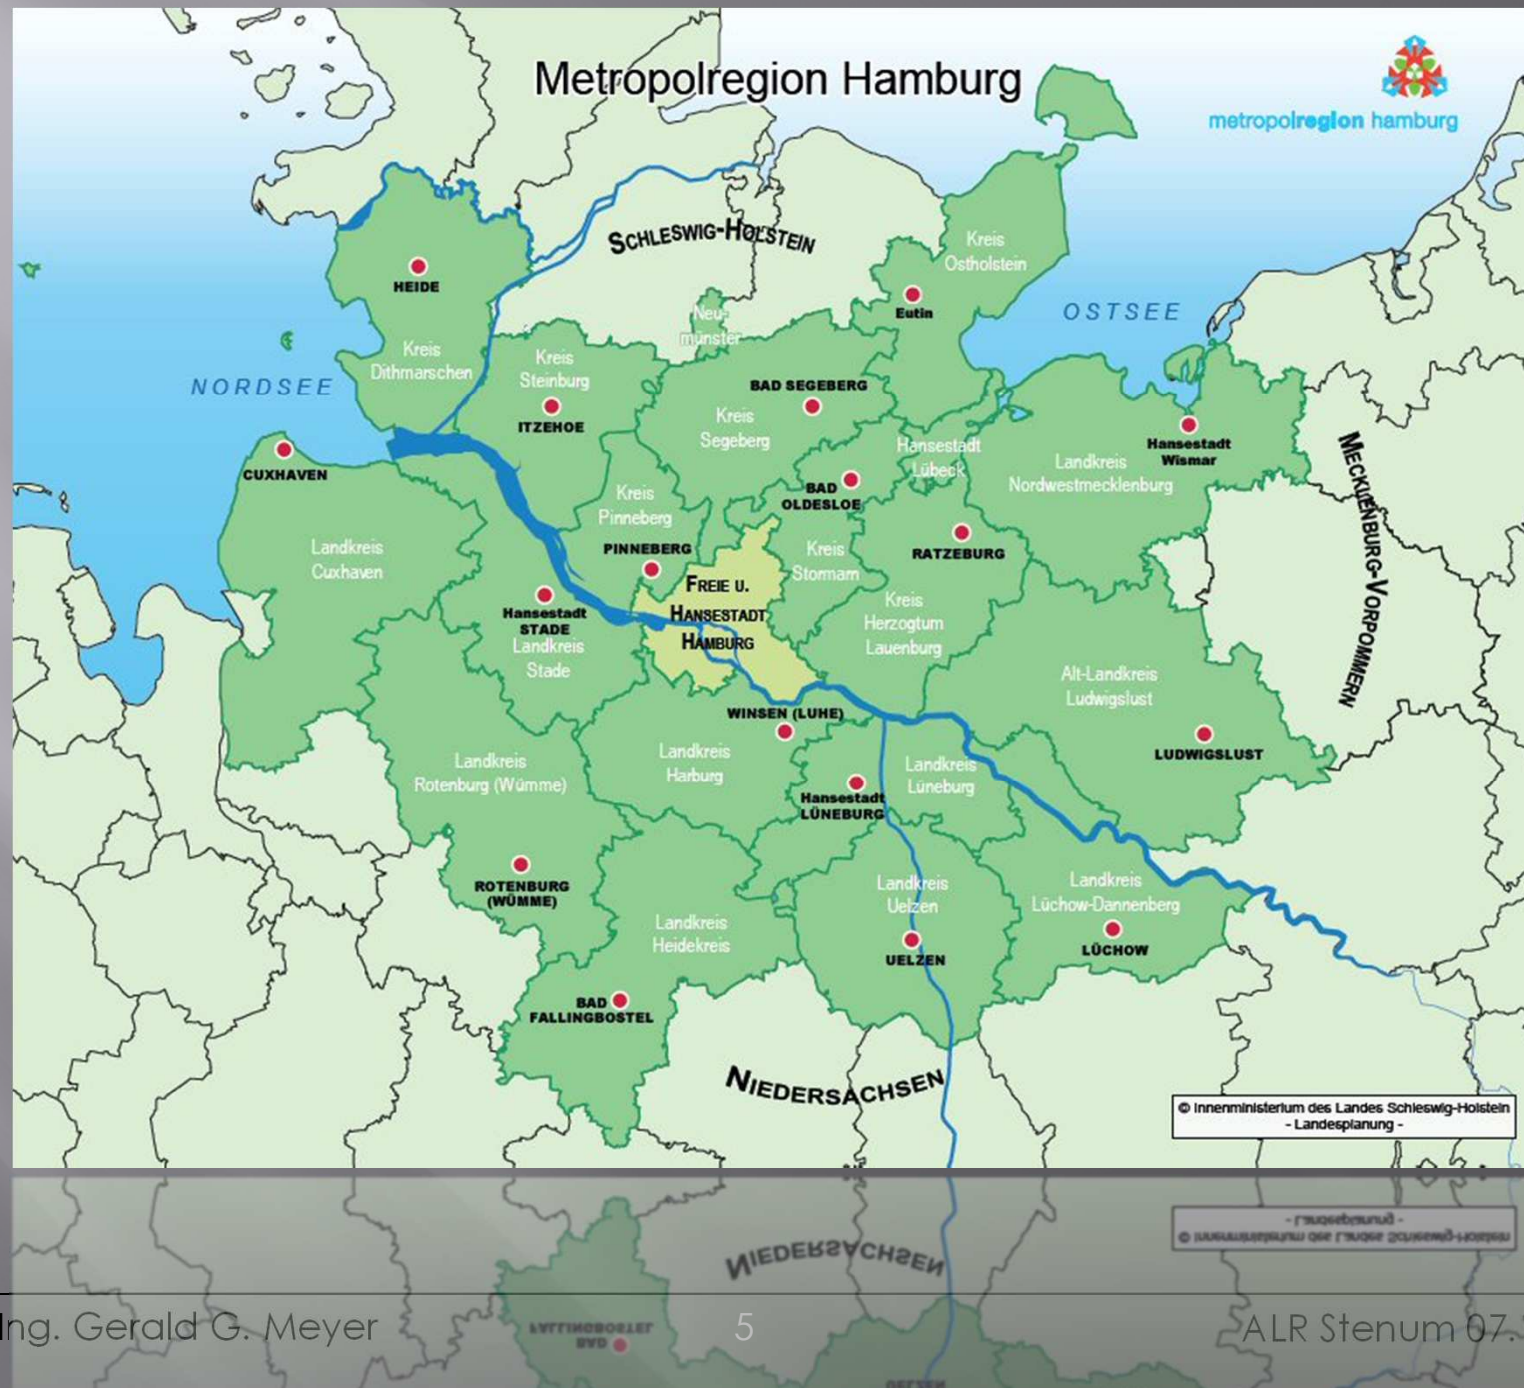 Metropolregion Hamburg
metropolregion hamburg
SCHLESWIG-HOLSTEIN
Kreis
Ostholstein
HEIDE
Eutin
OSTSEE
Neu-
münster
Kreis
Dithmarschen
Kreis
Steinburg
NORDSEE
BAD SEGEBERG
ITZEHOE
Kreis
Segeberg
Hansestadt
Lübeck
Hansestadt
Wismar
MECKLENBURG-VORPOMMERN
CUXHAVEN
Landkreis
Nordwestmecklenburg
BAD
OLDESLOE
Kreis
Pinneberg
Landkreis
Cuxhaven
PINNEBERG
Kreis
Stormarn
RATZEBURG
FREIE U.
HANSESTADT
HAMBURG
Kreis
Herzogtum
Lauenburg
Hansestadt
STADE
Landkreis
Stade
Alt-Landkreis
Ludwigslust
WINSEN (LUHE)
LUDWIGSLUST
Landkreis
Rotenburg (Wümme)
Landkreis
Harburg
Landkreis
Lüneburg
Hansestadt
LÜNEBURG
ROTENBURG
(WÜMME)
Landkreis
Uelzen
Landkreis
Lüchow-Dannenberg
Landkreis
Heidekreis
UELZEN
LÜCHOW
BAD
FALLINGBOSTEL
NIEDERSACHSEN
© Innenministerium des Landes Schleswig-Holstein
- Landesplanung -
Ing. Gerald G. Meyer
5
ALR Stenum 07.